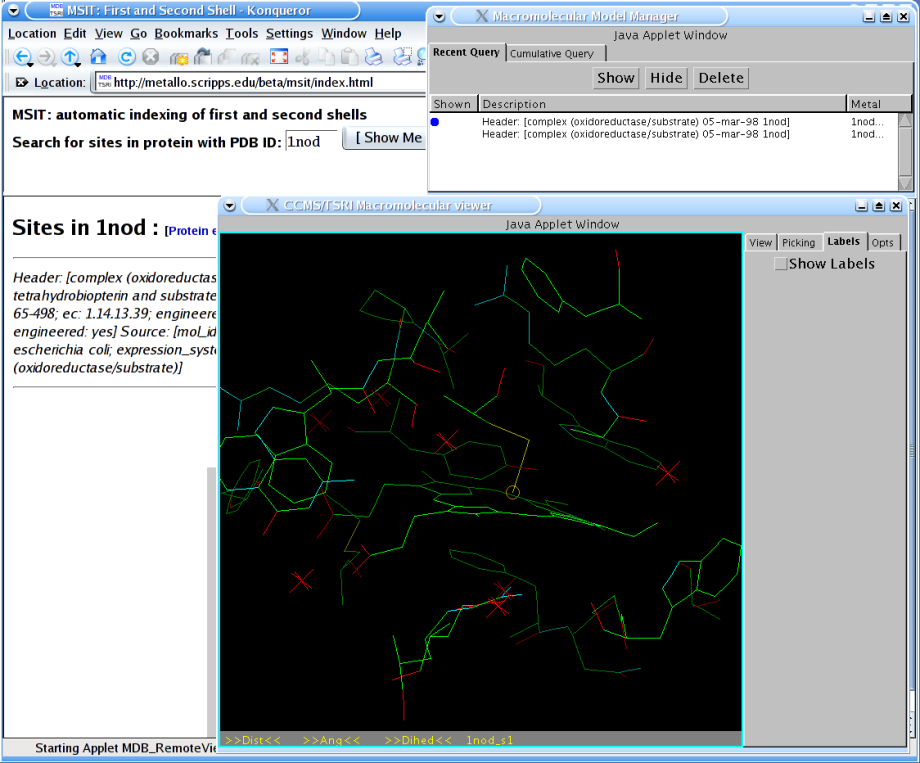 MDB TSRI MSIT: First and Second Shell - Konqueror
Location Edit View Go Bookmarks Tools Settings Window Help
Location: MDB TSRI http://metallo.scripps.edu/beta/msit/index.html
MSIT: automatic indexing of first and second shells
Search for sites in protein with PDB ID: 1nod [ Show Me
Macromolecular Model Manager
Java Applet Window
Recent Query Cumulative Query
Show Hide Delete
Shown Description Metal
Header: [complex (oxidoreductase/substrate) 05-mar-98 1nod] 1nod...
Header: [complex (oxidoreductase/substrate) 05-mar-98 1nod] 1nod...
Sites in 1nod : [Protein
Header: [complex (oxidoreductas
tetrahydrobiopterin and substrate
65-498; ec: 1.14.13.39; engineere
engineered: yes] Source: [mol_id
escherichia coli; expression_syst
(oxidoreductase/substrate)]
CCMS/TSRI Macromolecular viewer
Java Applet Window
View Picking Labels Opts
Show Labels
>>Dist<< >>Ang<< >>Dihed<< 1nod_s1
Starting Applet MDB_RemoteVie